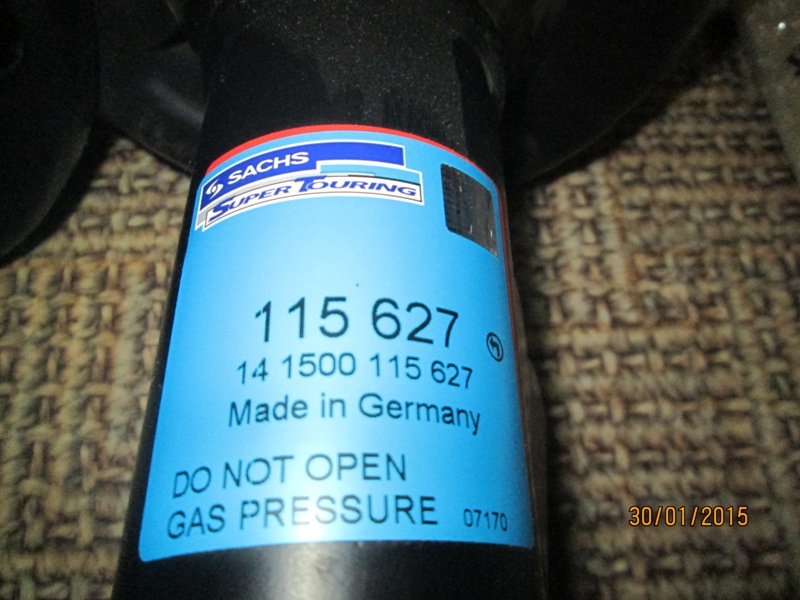 SACHS
SUPER TOURING
115 627
14 1500 115 627
Made in Germany
DO NOT OPEN
GAS PRESSURE 07170
30/01/2015